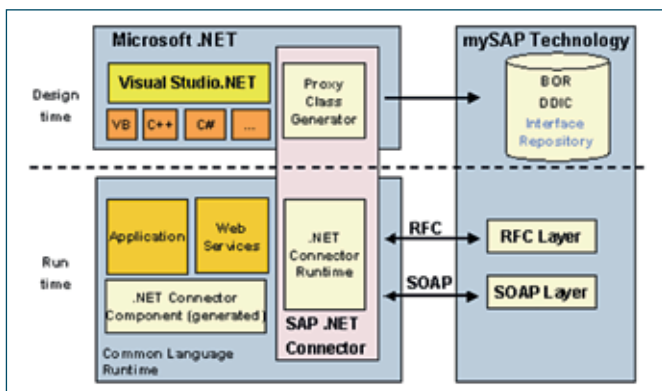 Microsoft .NET
mySAP Technology
Design
time
Visual Studio.NET
VB
C++
C#
...
Proxy
Class
Generator
BOR
DDIC
Interface
Repository
Run
time
Application
Web
Services
.NET Connector
Component (generated)
Common Language
Runtime
.NET
Connector
Runtime
SAP .NET
Connector
RFC
SOAP
RFC Layer
SOAP Layer